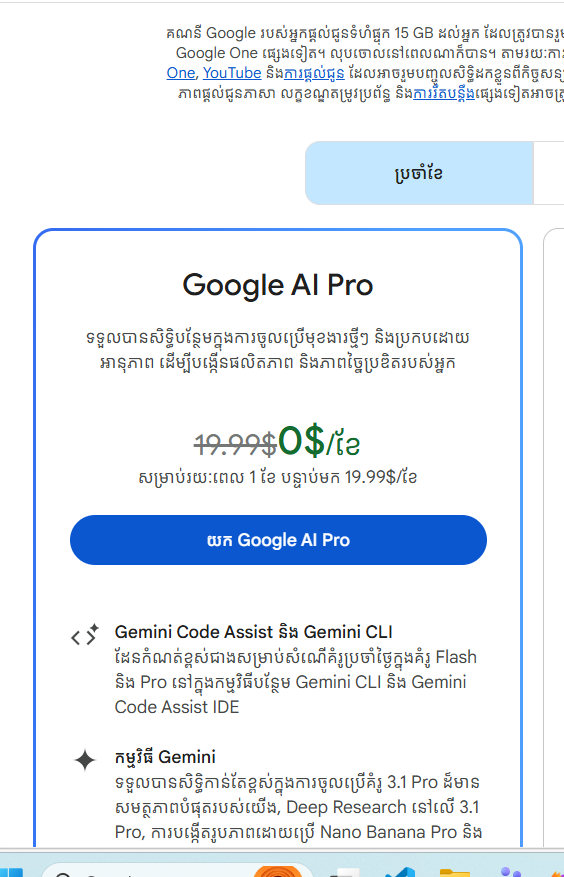 គណនី Google របស់អ្នកផ្ដល់ជូនទំហំផ្ទុក 15 GB ដល់អ្នក ដែលត្រូវបានរួម
Google One ផ្សេងទៀត។ លុបចោលនៅពេលណាក៏បាន។ តាមរយៈការ
One, YouTube និងការផ្ដល់ជូន ដែលអាចរួមបញ្ចូលសិទ្ធិដកខ្លួនពីកិច្ចសន្យ
ភាពផ្ដល់ជូនភាសា លក្ខខណ្ឌតម្រូវប្រព័ន្ធ និងការរឹតបន្តឹងផ្សេងទៀតអាចត្រូ
ប្រចាំខែ
Google AI Pro
ទទួលបានសិទ្ធិបន្ថែមក្នុងការចូលប្រើមុខងារថ្មីៗ និងប្រកបដោយ
អានុភាព ដើម្បីបង្កើនផលិតភាព និងភាពច្នៃប្រឌិតរបស់អ្នក
19.99$0$/ខែ
សម្រាប់រយៈពេល 1 ខែ បន្ទាប់មក 19.99$/ខែ
យក Google AI Pro
Gemini Code Assist និង Gemini CLI
ដែនកំណត់ខ្ពស់ជាងសម្រាប់សំណើគំរូប្រចាំថ្ងៃក្នុងគំរូ Flash
និង Pro នៅក្នុងកម្មវិធីបន្ថែម Gemini CLI និង Gemini
Code Assist IDE
កម្មវិធី Gemini
ទទួលបានសិទ្ធិកាន់តែខ្ពស់ក្នុងការចូលប្រើគំរូ 3.1 Pro ដ៏មាន
សមត្ថភាពបំផុតរបស់យើង, Deep Research នៅលើ 3.1
Pro, ការបង្កើតរូបភាពដោយប្រើ Nano Banana Pro និង